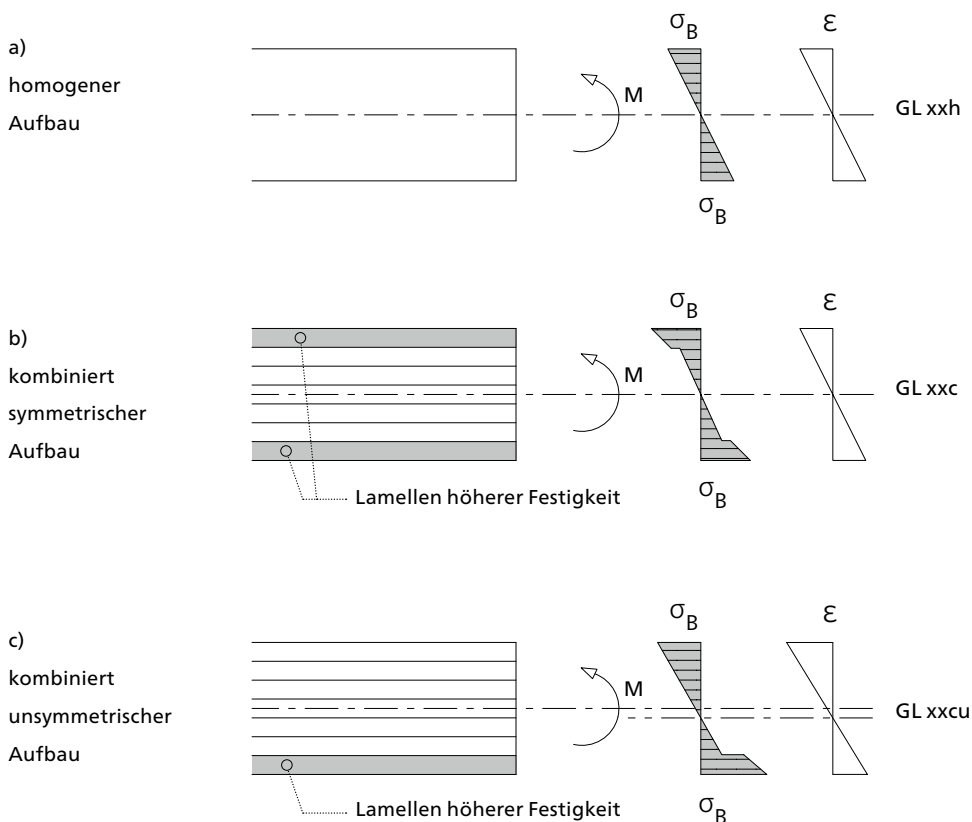 a)
homogener
Aufbau
σB
ε
M
GL xxh
σB
b)
kombiniert
symmetrischer
Aufbau
σB
ε
M
GL xxc
σB
Lamellen höherer Festigkeit
c)
kombiniert
unsymmetrischer
Aufbau
σB
ε
M
GL xxcu
σB
Lamellen höherer Festigkeit